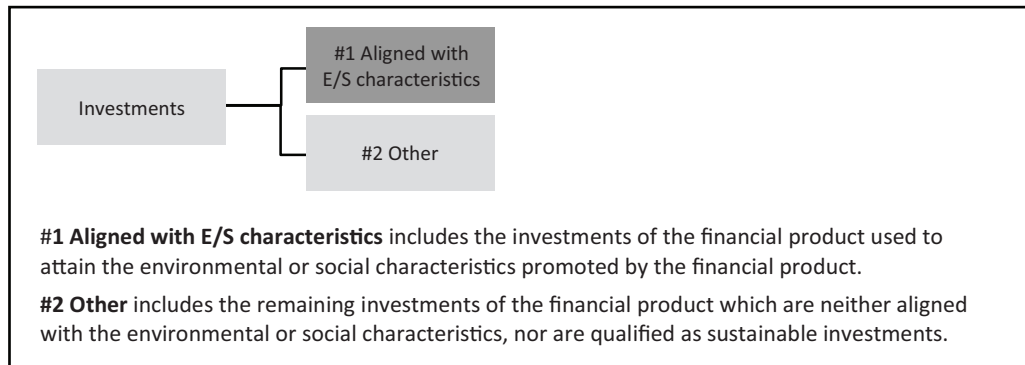 #1 Aligned with
E/S characteristics
Investments
#2 Other
#1 Aligned with E/S characteristics includes the investments of the financial product used to
attain the environmental or social characteristics promoted by the financial product.
#2 Other includes the remaining investments of the financial product which are neither aligned
with the environmental or social characteristics, nor are qualified as sustainable investments.